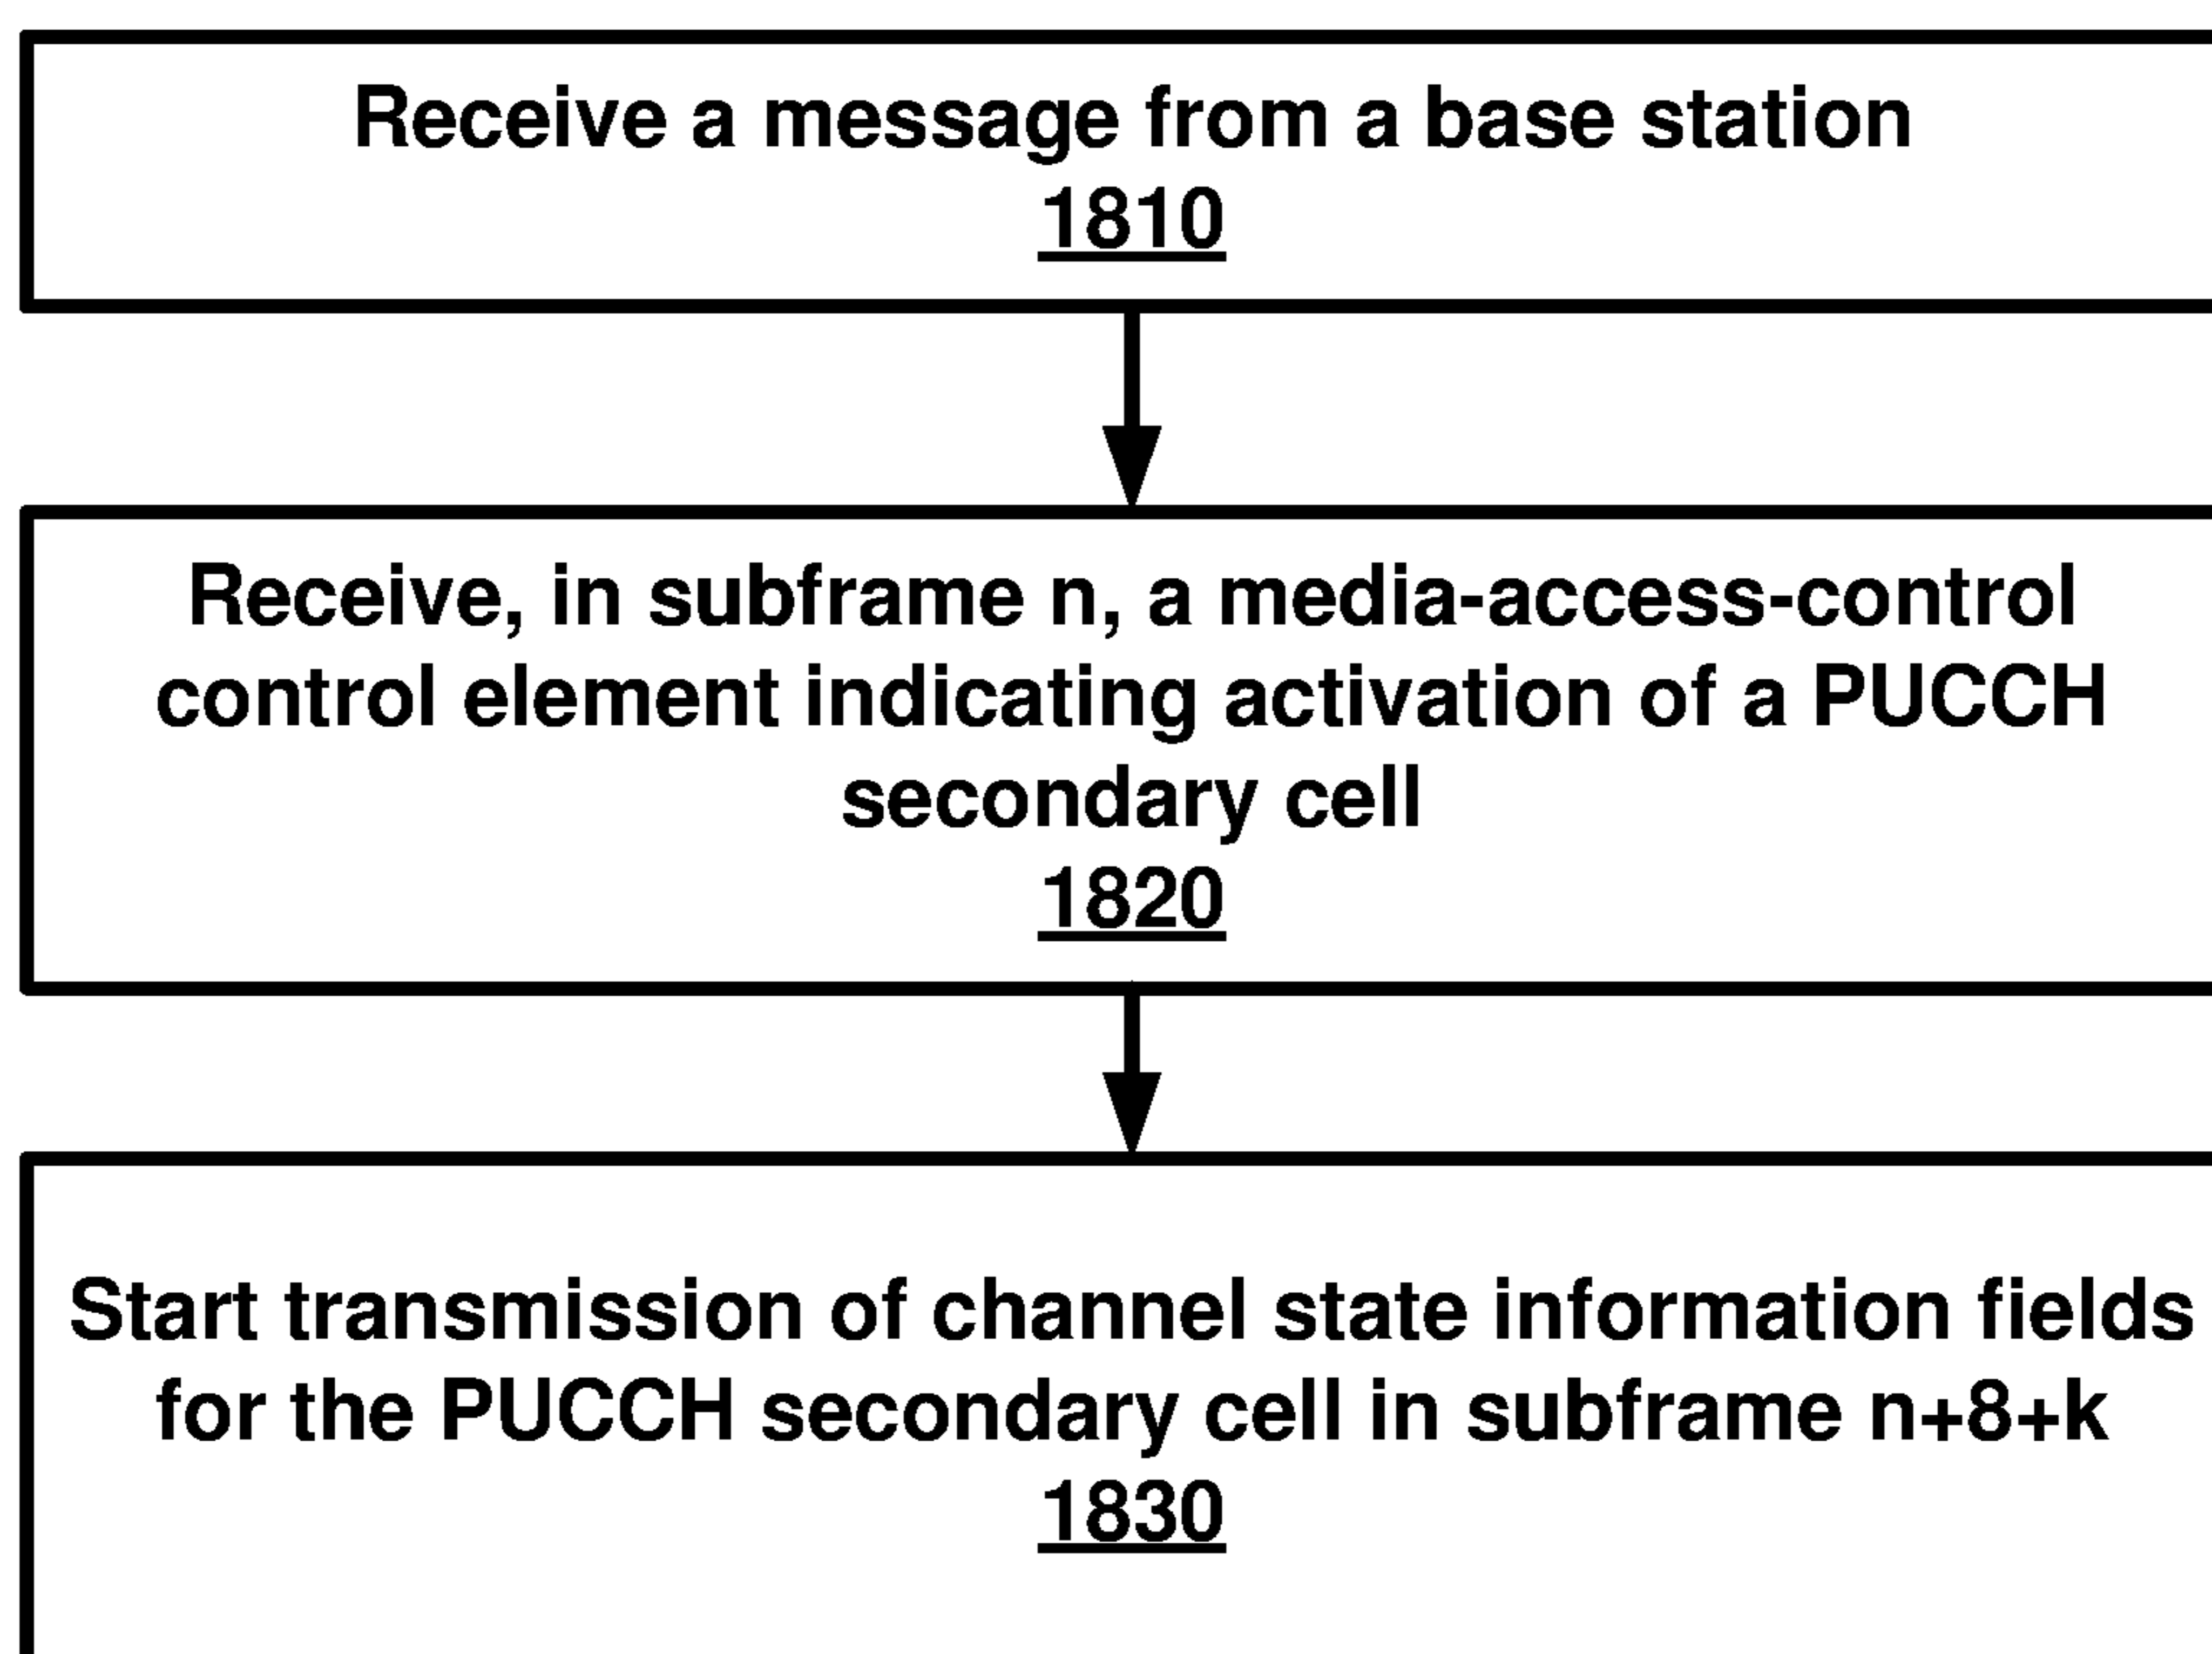 Receive a message from a base station
1810
Receive, in subframe n, a media-access-control
control element indicating activation of a PUCCH
secondary cell
1820
Start transmission of channel state information fields
for the PUCCH secondary cell in subframe n+8+k
1830